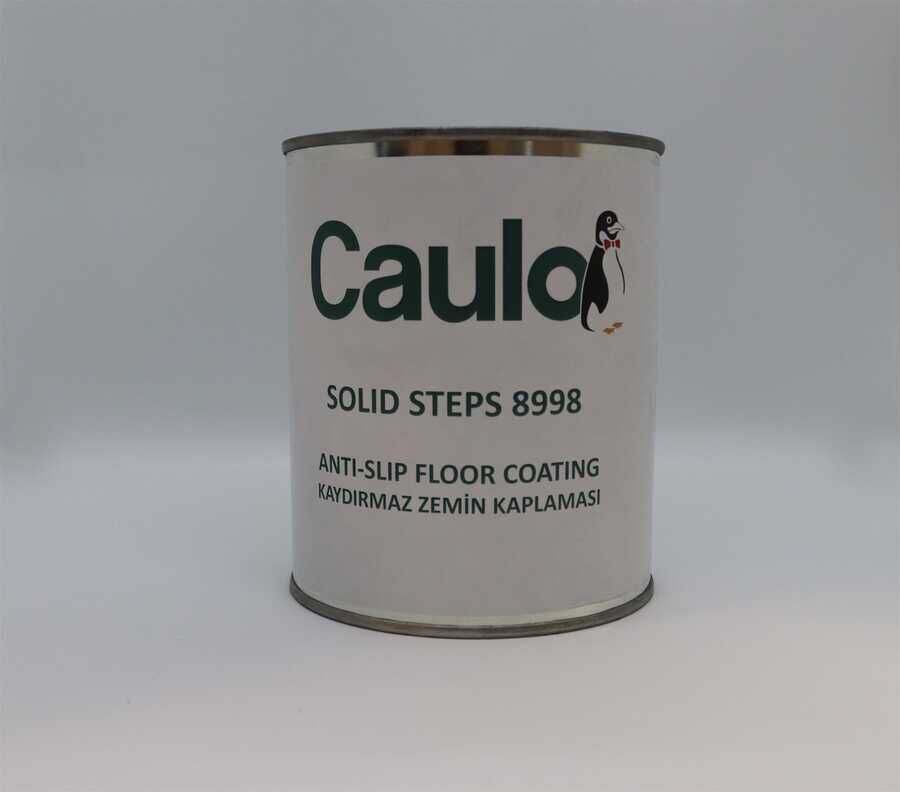 Caulo
SOLID STEPS 8998
ANTI-SLIP FLOOR COATING
KAYDIRMAZ ZEMİN KAPLAMASI